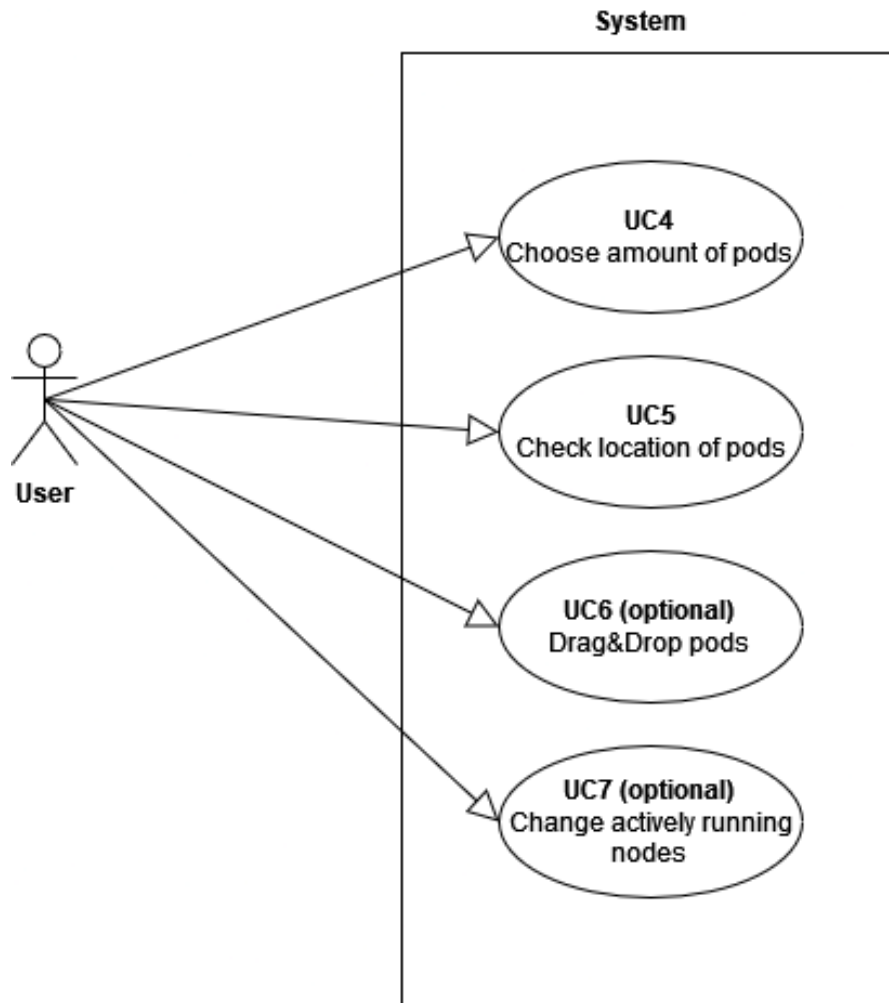 System
UC4
Choose amount of pods
UC5
Check location of pods
User
UC6 (optional)
Drag&Drop pods
UC7 (optional)
Change actively running
nodes